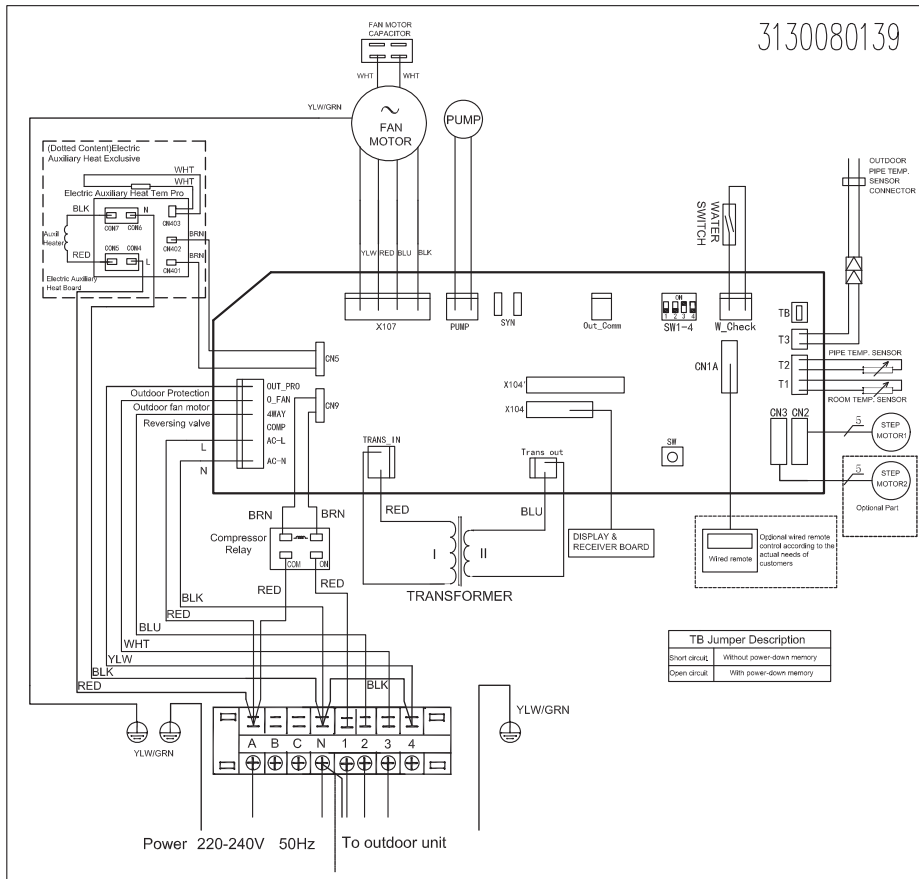 3130080139
FAN MOTOR
CAPACITOR
WHT
WHT
YLW/GRN
FAN
MOTOR
PUMP
(Dotted Content)Electric
Auxiliary Heat Exclusive
WHT
WHT
Electric Auxiliary Heat Tem Pro
BLK
N
CON7
CON6
CN403
Auxil
Heater
BRN
CN402
RED
CON5
CON4
L
BRN
CN401
Electric Auxiliary
Heat Board
YLW
RED
BLU
BLK
WATER
SWITCH
OUTDOOR
PIPE TEMP.
SENSOR
CONNECTOR
X107
PUMP
SYN
Out_Comm
ON
1 2 3 4
SW1-4
W_Check
TB
T3
T2
T1
PIPE TEMP. SENSOR
ROOM TEMP. SENSOR
CN5
CN1A
X104'
X104
CN9
OUT_PRO
O_FAN
4WAY
COMP
AC-L
AC-N
Outdoor Protection
Outdoor fan motor
Reversing valve
L
N
TRANS_IN
Trans out
SW
CN3
CN2
5
STEP
MOTOR1
5
STEP
MOTOR2
Optional Part
BRN
BRN
RED
BLU
Compressor
Relay
COM
ON
I
II
TRANSFORMER
DISPLAY &
RECEIVER BOARD
Wired remote
Optional wired remote
control according to the
actual needs of
customers
RED
RED
BLK
RED
BLU
WHT
YLW
BLK
BLK
RED
TB Jumper Description
Short circuit
Without power-down memory
Open circuit
With power-down memory
YLW/GRN
YLW/GRN
A B C N 1 2 3 4
Power 220-240V 50Hz
To outdoor unit